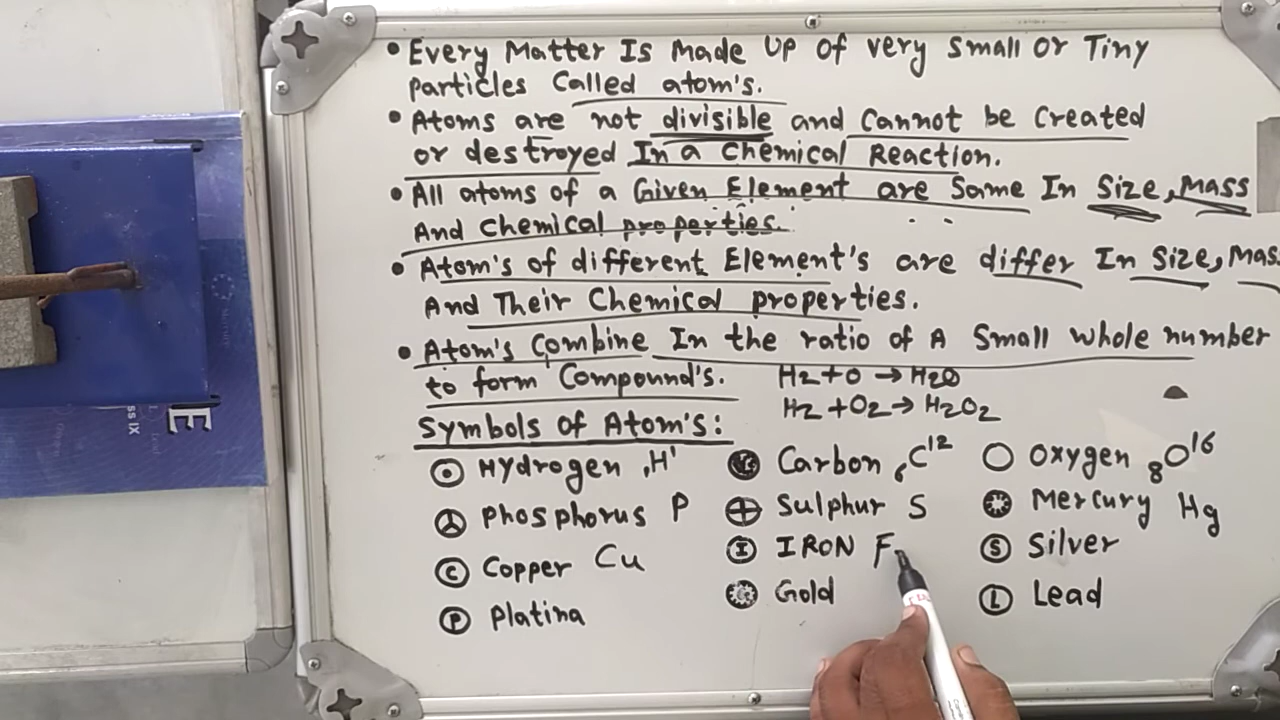 • Every Matter Is Made Up Of very small or Tiny
particles Called atom's.
• Atoms are not divisible and Cannot be Created
or destroyed In a Chemical Reaction.
• All atoms of a Given Element are Same In Size, Mass
And Chemical properties.
• Atom's of different Element's are differ In Size, Mas
And Their Chemical properties.
• Atom's Combine In the ratio of A Small whole number
to form Compound's. H2 + O → H2O
H2 + O2 → H2O2
Symbols of Atom's:
Hydrogen ₁H¹ Carbon ₆C¹² Oxygen ₈O¹⁶
Phosphorus P Sulphur S Mercury Hg
C Copper Cu I IRON F S Silver
P Platina G Gold L Lead
E
SS IX